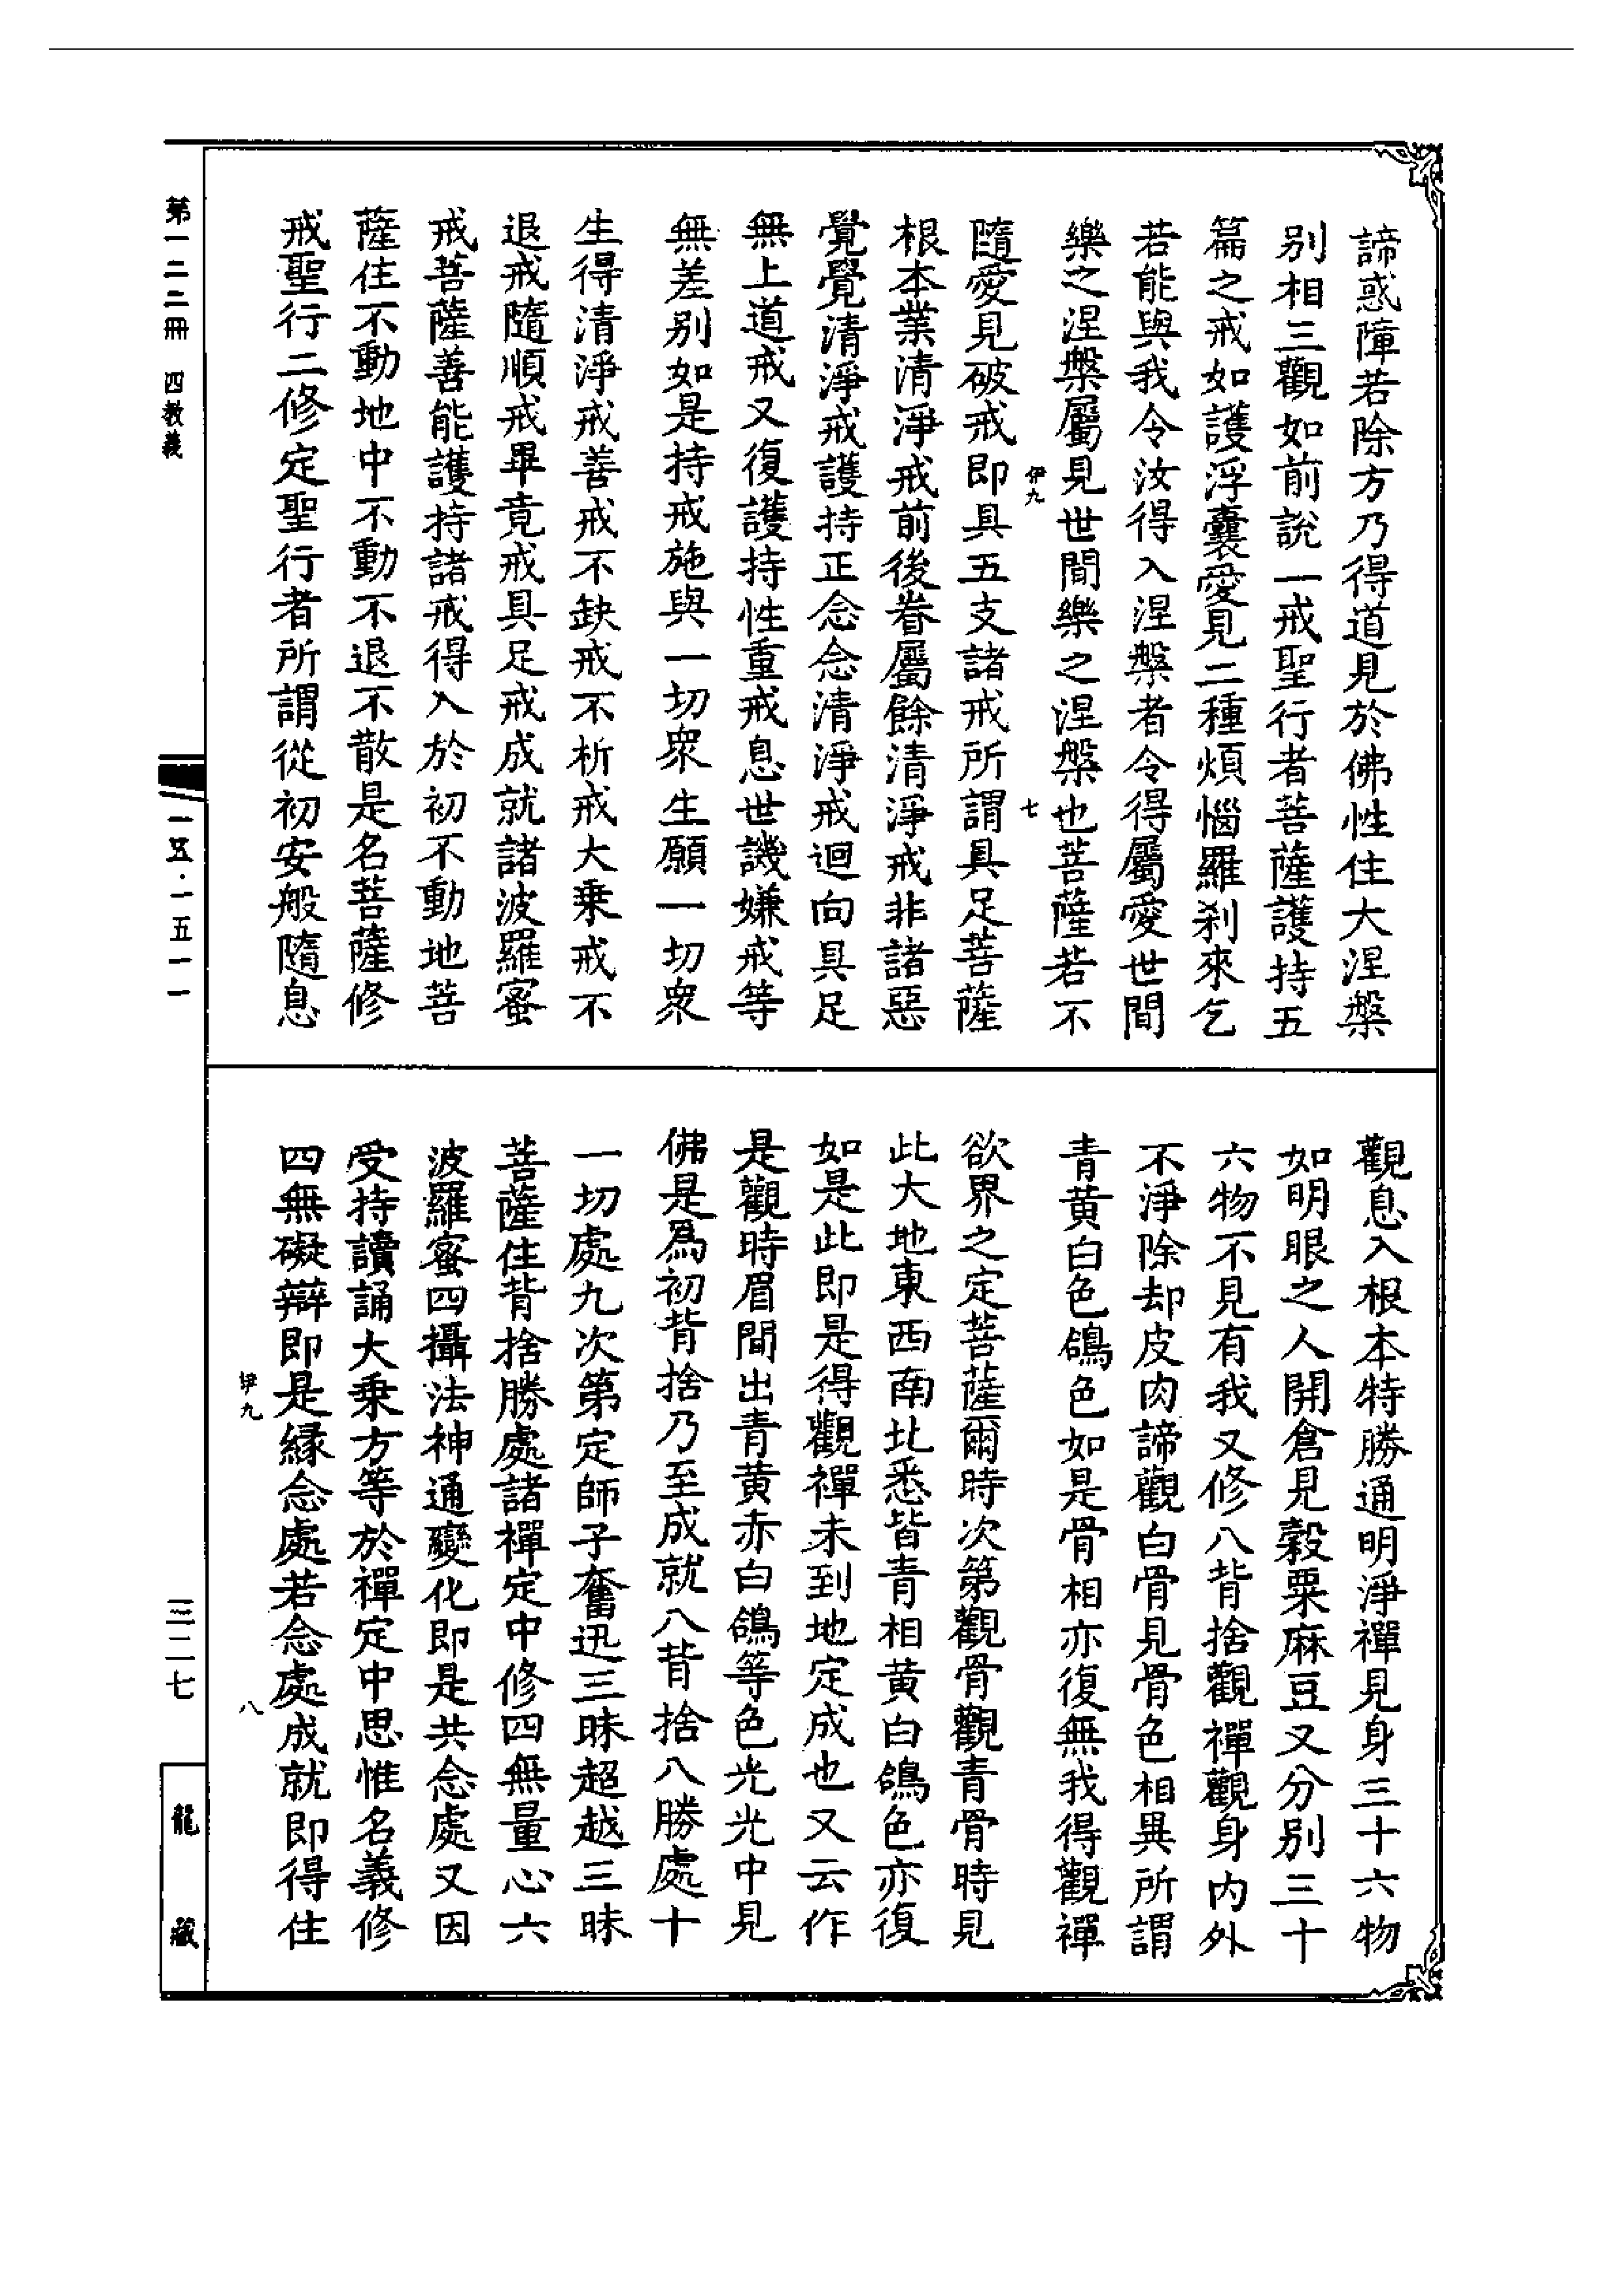 諦惑障若除方乃得道見於佛性住大涅槃
别相三觀如前說一戒聖行者菩薩護持五
篇之戒如護浮囊愛見二種煩惱羅刹來乞
若能與我令汝得入涅槃者令得屬愛世間
樂之涅槃屬見世間樂之涅槃也菩薩若不
伊九
七
隨愛見破戒即具五支諸戒所謂具足菩薩
根本業清淨戒前後眷屬餘清淨戒非諸惡
覺覺清淨戒護持正念念清淨戒迴向具足
無上道戒又復護持性重戒息世譏嫌戒等
無差别如是持戒施與一切眾生願一切眾
生得清淨戒善戒不缺戒不析戒大乘戒不
退戒隨順戒畢竟戒具足戒成就諸波羅蜜
戒菩薩善能護持諸戒得入於初不動地菩
薩住不動地中不動不退不散是名菩薩修
戒聖行二修定聖行者所謂從初安般隨息
觀息入根本特勝通明淨禪見身三十六物
如明眼之人開倉見穀粟麻豆又分别三十
六物不見有我又修八背捨觀禪觀身內外
不淨除却皮肉諦觀白骨見骨色相異所謂
青黄白色鴿色如是骨相亦復無我得觀禪
欲界之定菩薩爾時次第觀骨觀青骨時見
此大地東西南北悉皆青相黄白鴿色亦復
如是此即是得觀禪未到地定成也又云作
是觀時眉間出青黄赤白鴿等色光光中見
佛是爲初背捨乃至成就八背捨八勝處十
一切處九次第定師子奮迅三昧超越三昧
菩薩住背捨勝處諸禪定中修四無量心六
波羅蜜四攝法神通變化即是共念處又因
受持讀誦大乘方等於禪定中思惟名義修
四無礙辯即是緣念處若念處成就即得住
伊九
八
第一二二冊 四教義
一五·一五一一
三二七
龍藏